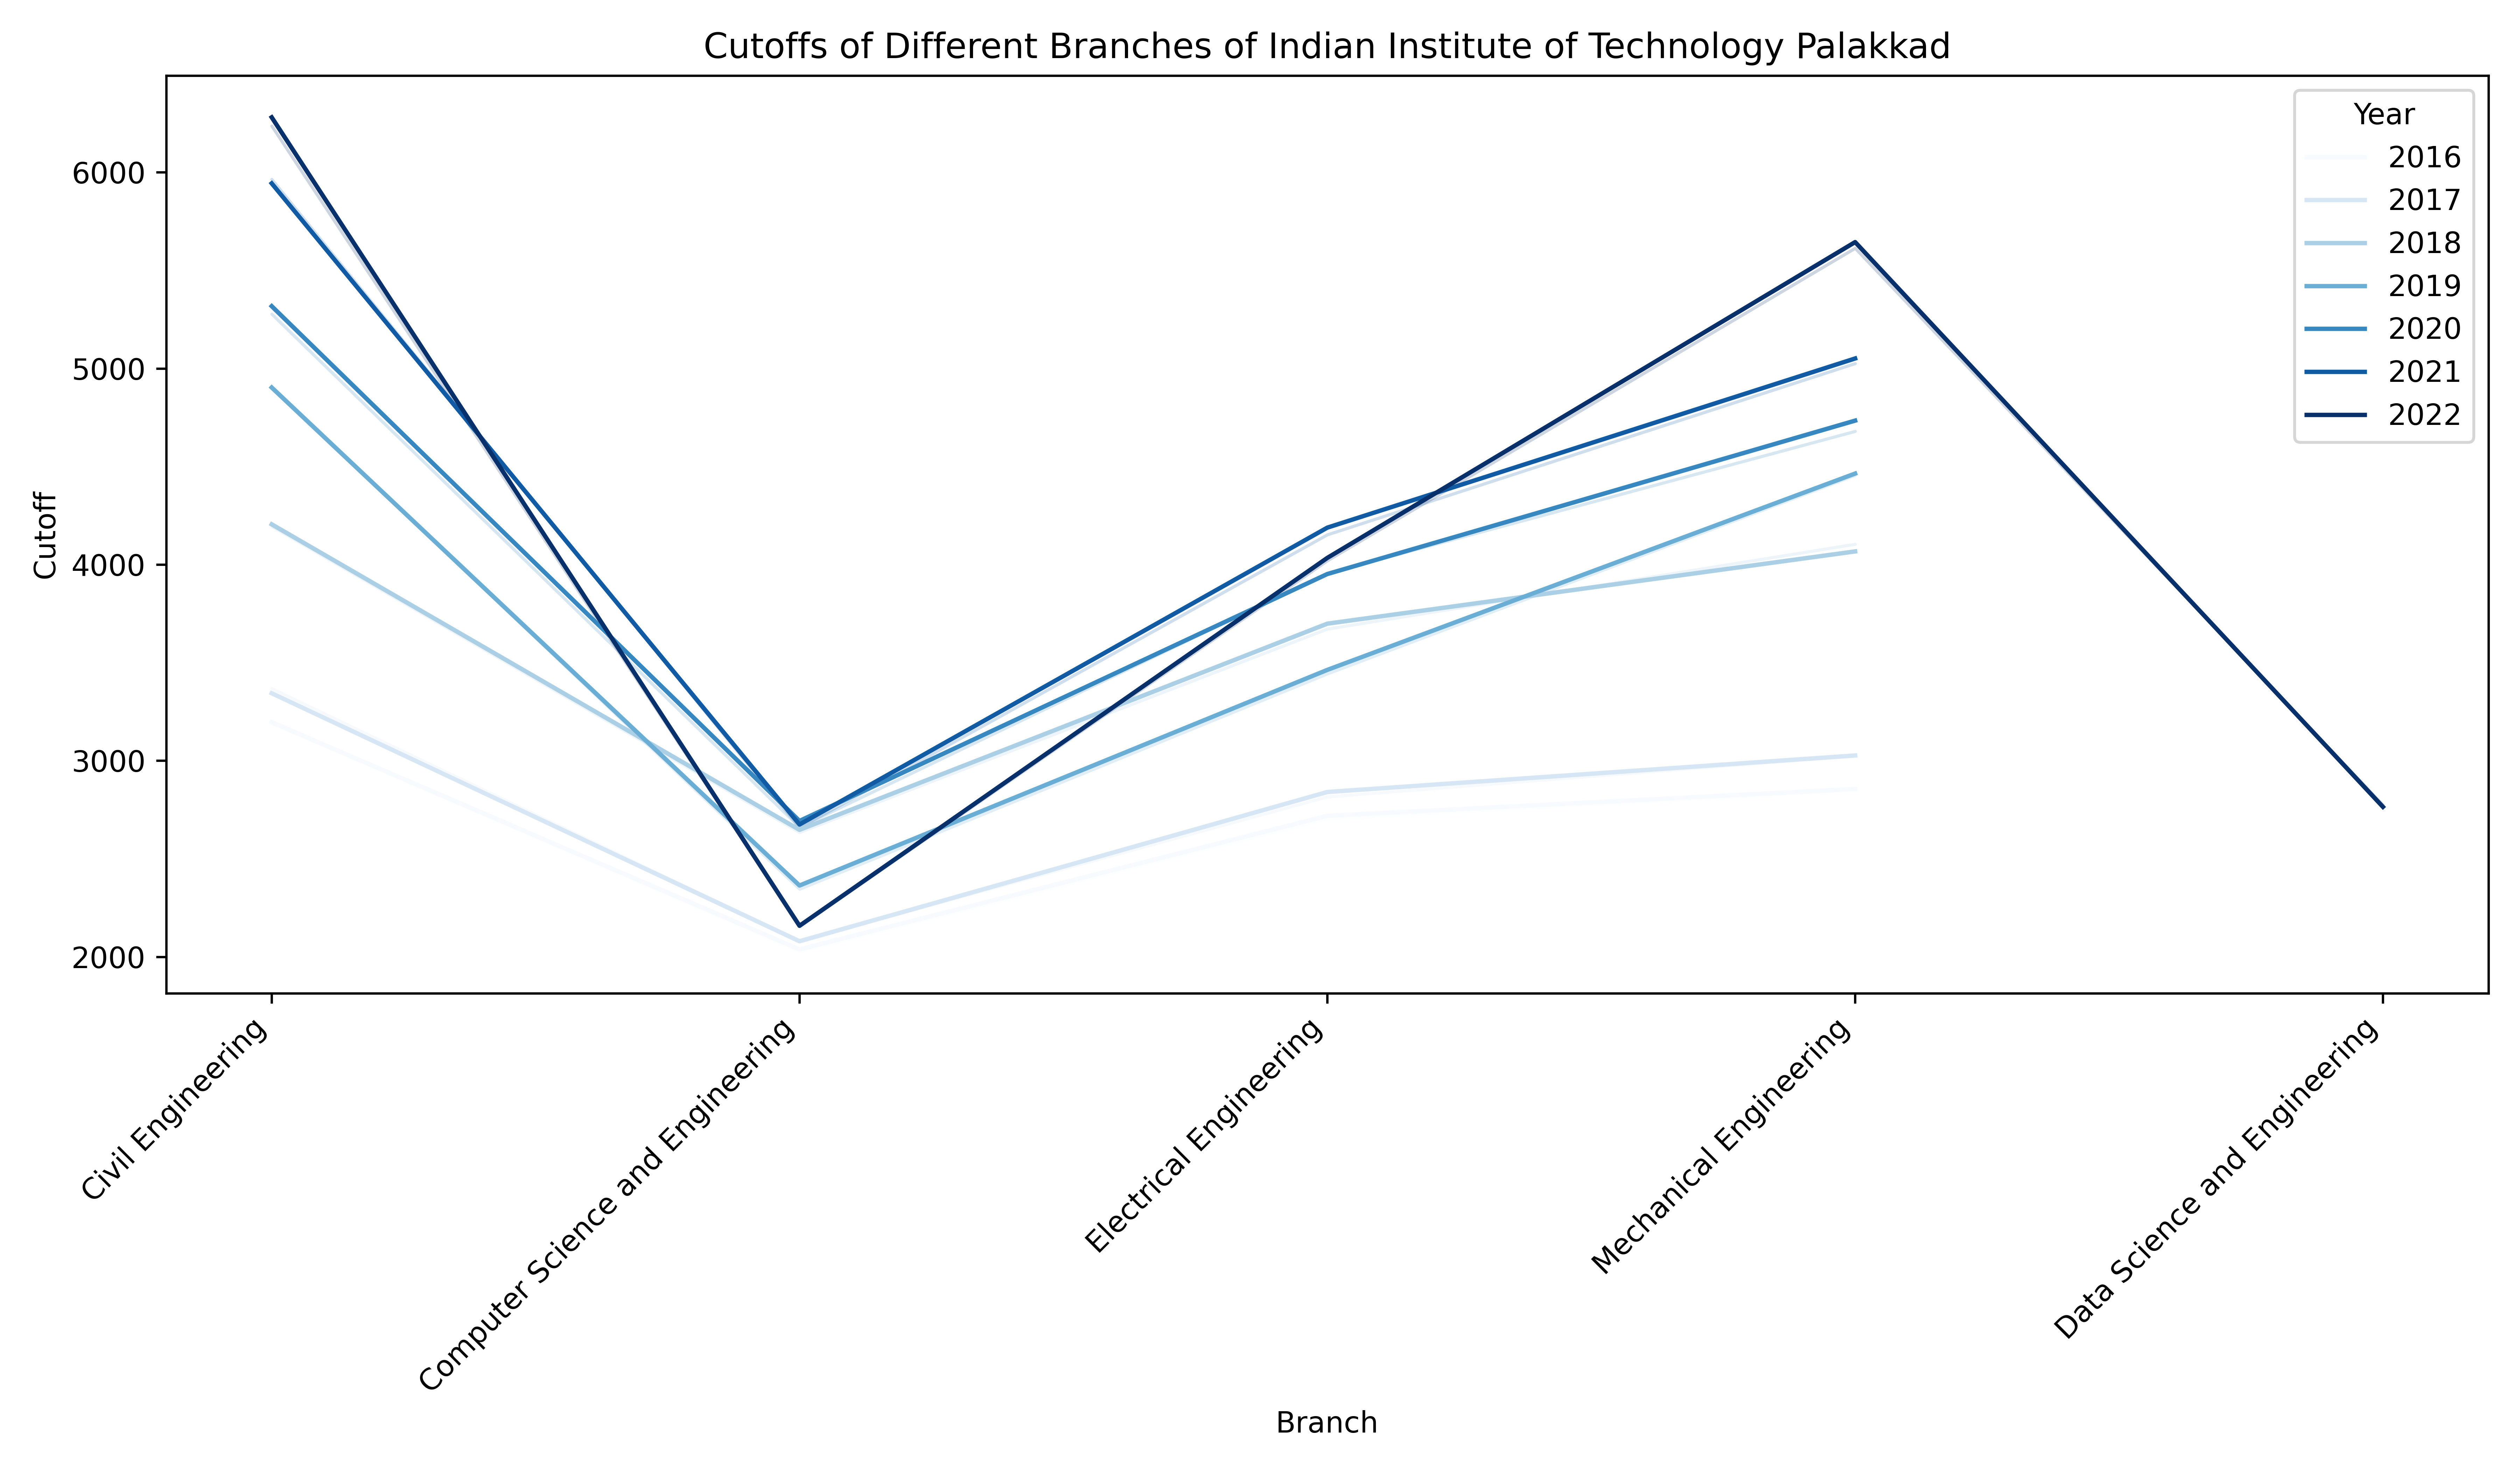 Cutoffs of Different Branches of Indian Institute of Technology Palakkad
Year
2016
2017
2018
2019
2020
2021
2022
Cutoff
6000
5000
4000
3000
2000
Civil Engineering
Computer Science and Engineering
Electrical Engineering
Mechanical Engineering
Data Science and Engineering
Branch